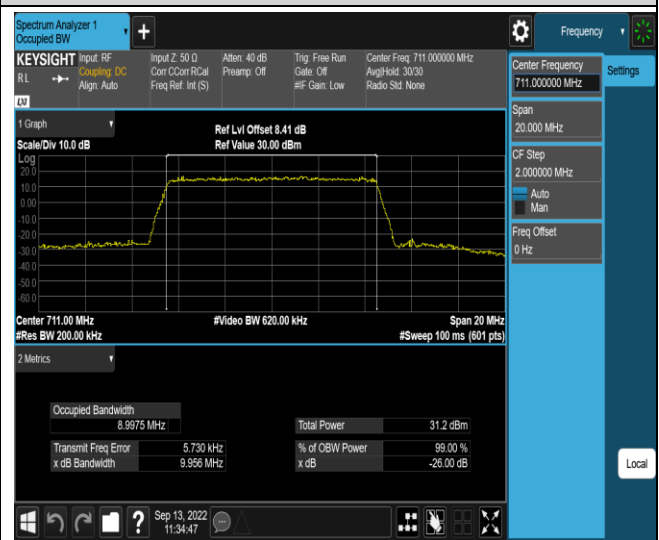 Spectrum Analyzer 1
Occupied BW
Frequency
KEYSIGHT
Input: RF
Coupling: DC
Align: Auto
Input Z: 50 Ω
Corr CCorr RCal
Freq Ref: Int (S)
Atten: 40 dB
Preamp: Off
Trig: Free Run
Gate: Off
#IF Gain: Low
Center Freq: 711.000000 MHz
Avg|Hold: 30/30
Radio Std: None
RL
LXI
Center Frequency
711.000000 MHz
Settings
Span
20.000 MHz
CF Step
2.000000 MHz
Auto
Man
Freq Offset
0 Hz
1 Graph
Scale/Div 10.0 dB
Ref Lvl Offset 8.41 dB
Ref Value 30.00 dBm
Log
20.0
10.0
0.00
-10.0
-20.0
-30.0
-40.0
-50.0
-60.0
Center 711.00 MHz
#Video BW 620.00 kHz
Span 20 MHz
#Res BW 200.00 kHz
#Sweep 100 ms (601 pts)
2 Metrics
Occupied Bandwidth
8.9975 MHz
Total Power
31.2 dBm
Transmit Freq Error
5.730 kHz
% of OBW Power
99.00 %
x dB Bandwidth
9.956 MHz
x dB
-26.00 dB
Local
Sep 13, 2022
11:34:47